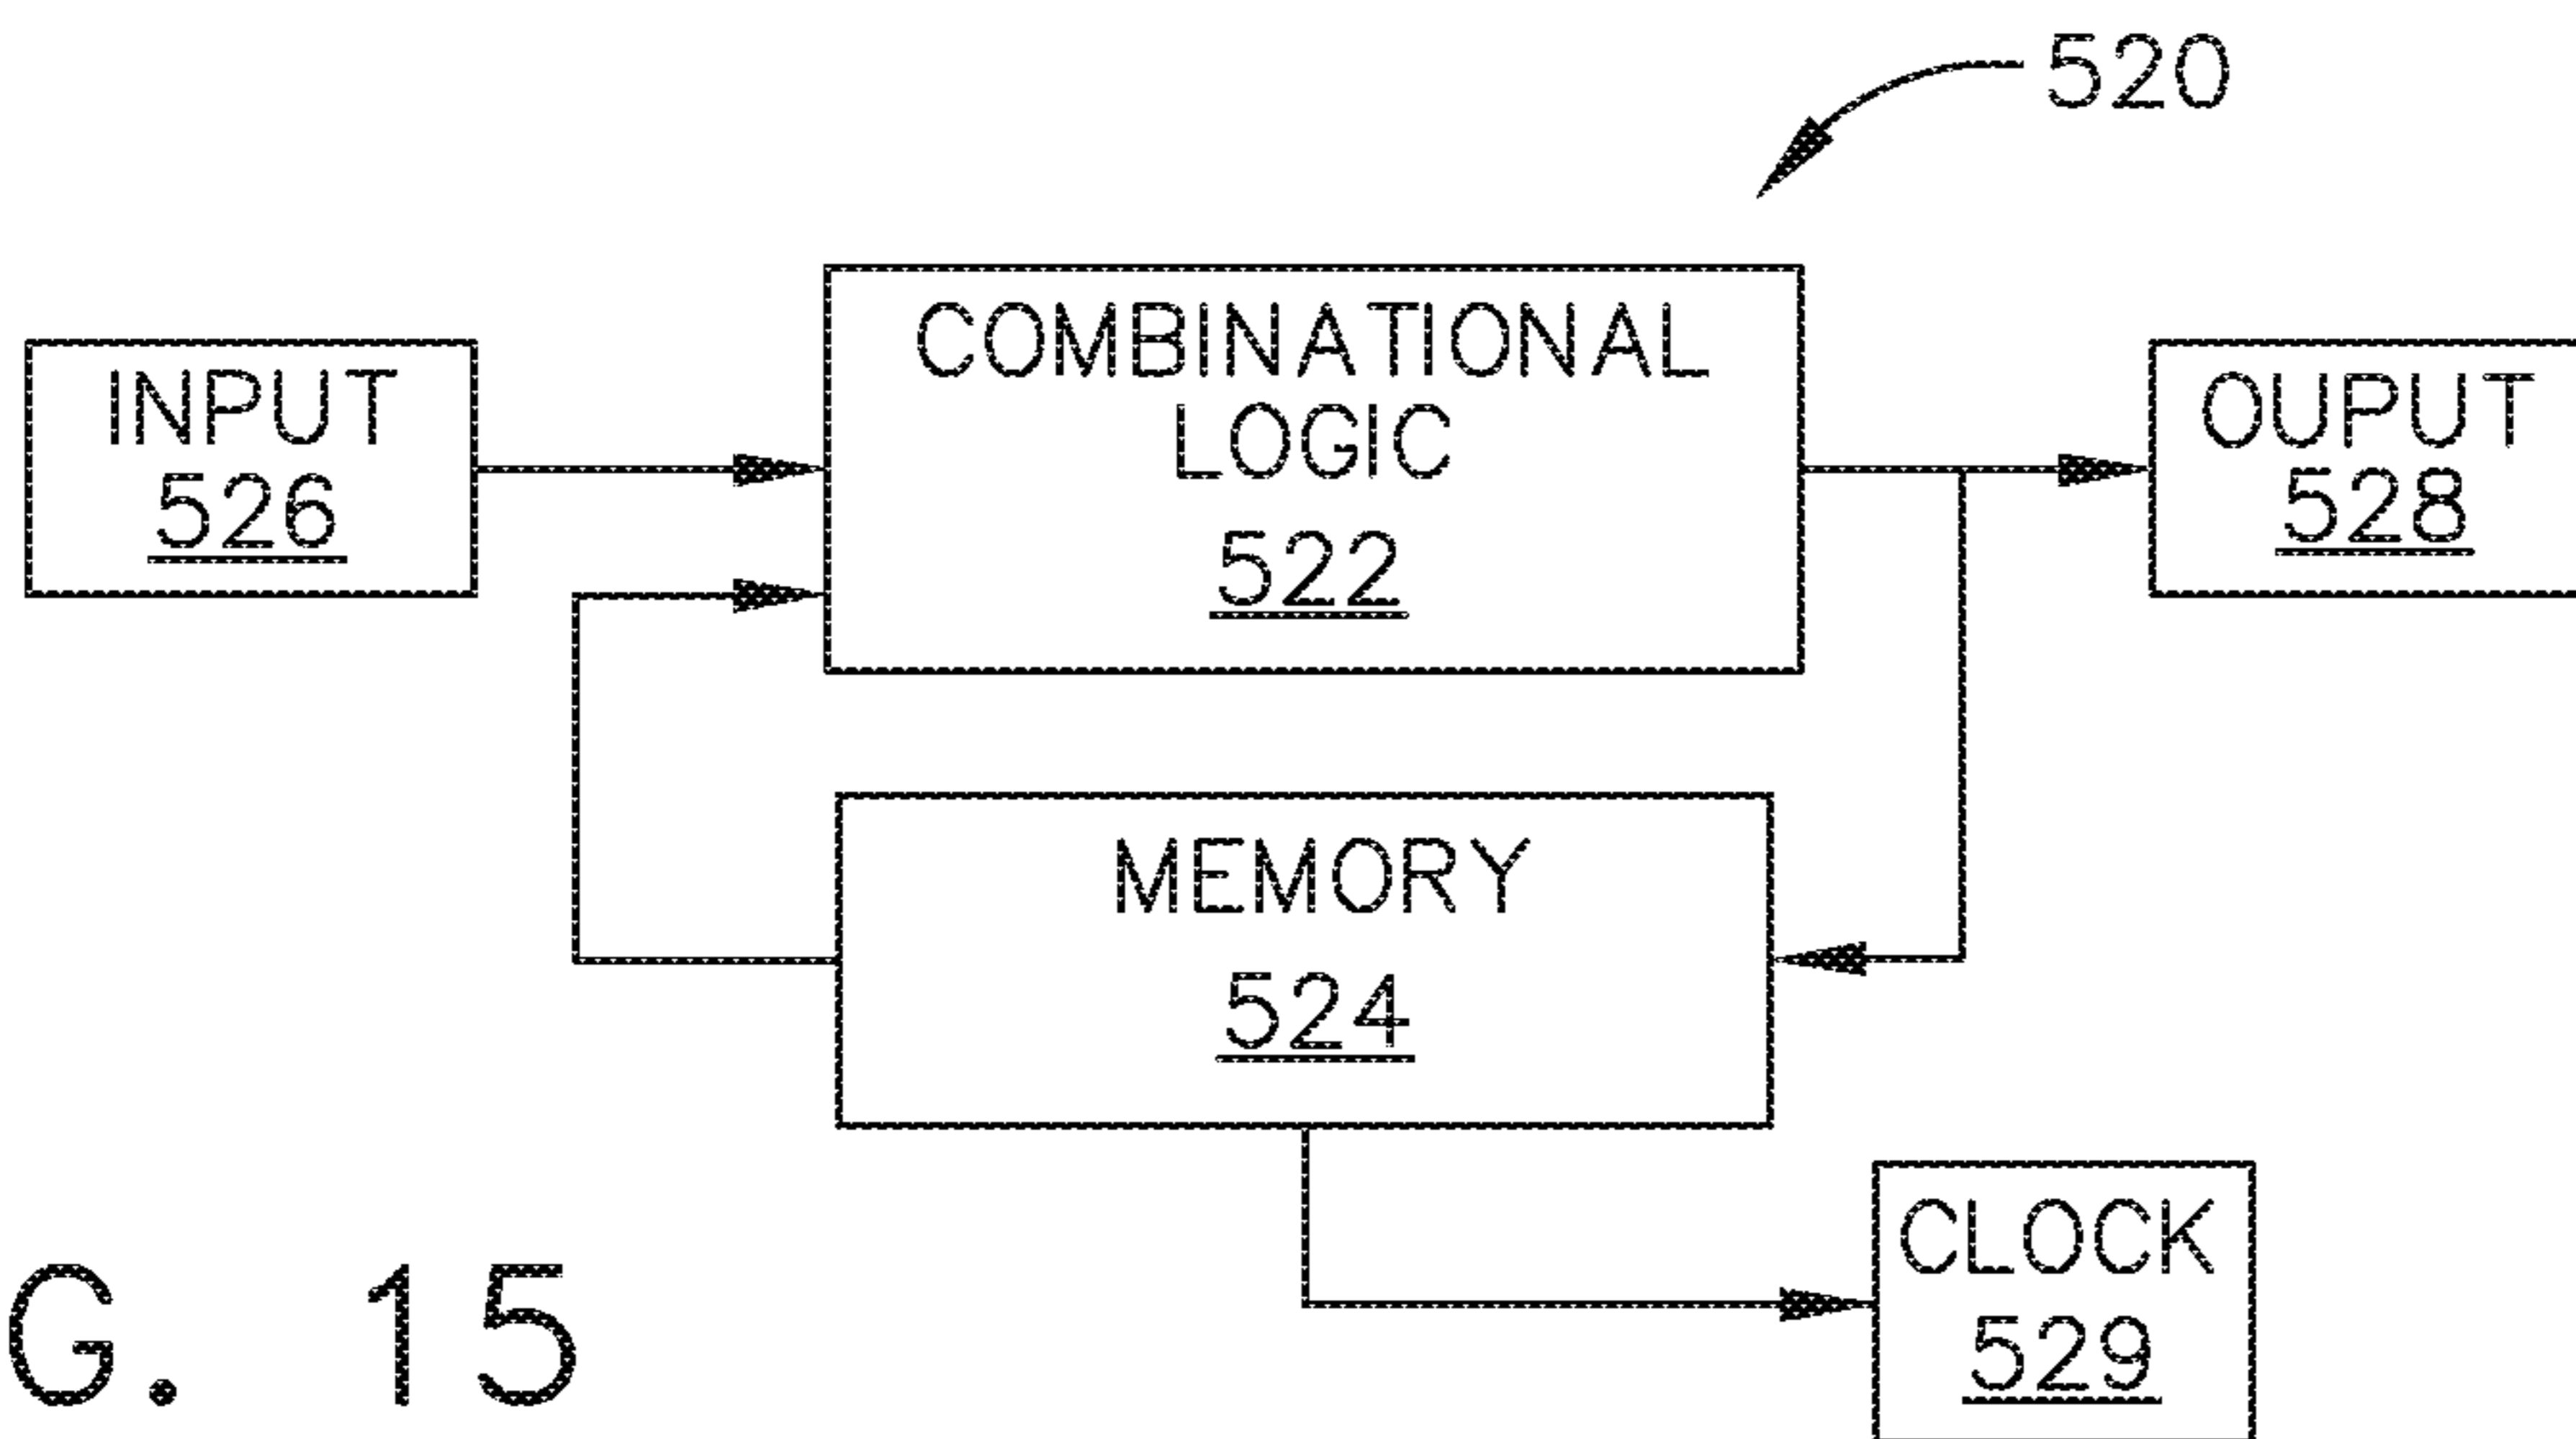 520
COMBINATIONAL
LOGIC
522
INPUT
526
OUPUT
528
MEMORY
524
CLOCK
529
G. 15